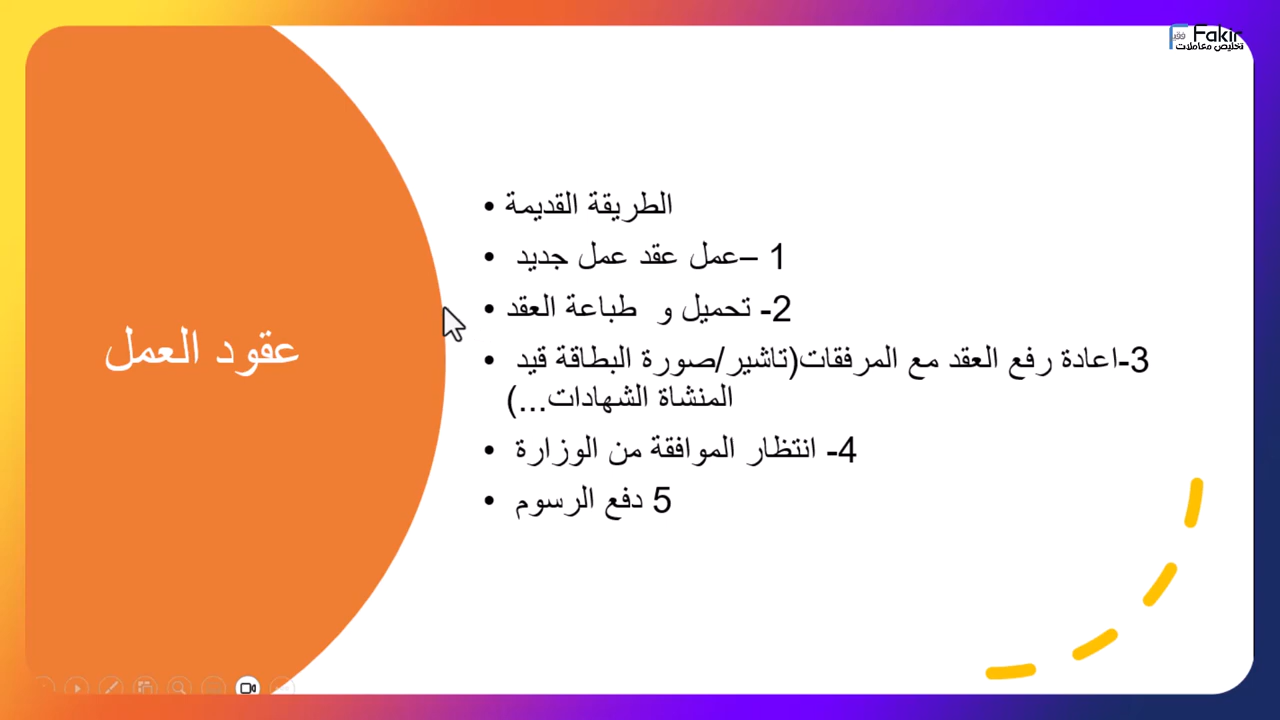 Fakir
فقير
تخليص معاملات
عقود العمل
• الطريقة القديمة
• 1 –عمل عقد عمل جديد
• 2- تحميل و طباعة العقد
• 3-اعادة رفع العقد مع المرفقات(تاشير/صورة البطاقة قيد
المنشاة الشهادات...)
• 4- انتظار الموافقة من الوزارة
• 5 دفع الرسوم